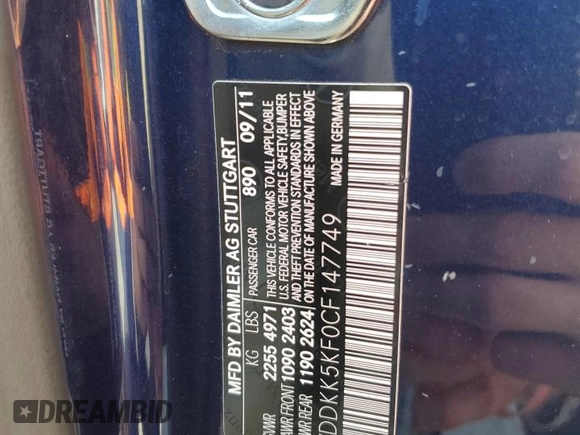 MFD BY DAIMLER AG STUTTGART
KG LBS PASSENGER CAR 890 09/11
2255 4971 THIS VEHICLE CONFORMS TO ALL APPLICABLE
U.S. FEDERAL MOTOR VEHICLE SAFETY, BUMPER
FRONT 1090 2403 AND THEFT PREVENTION STANDARDS IN EFFECT
REAR 1190 2624 ON DATE OF MANUFACTURE SHOWN ABOVE
DDKK5KF0CF147749 MADE IN GERMANY
DREAMBID